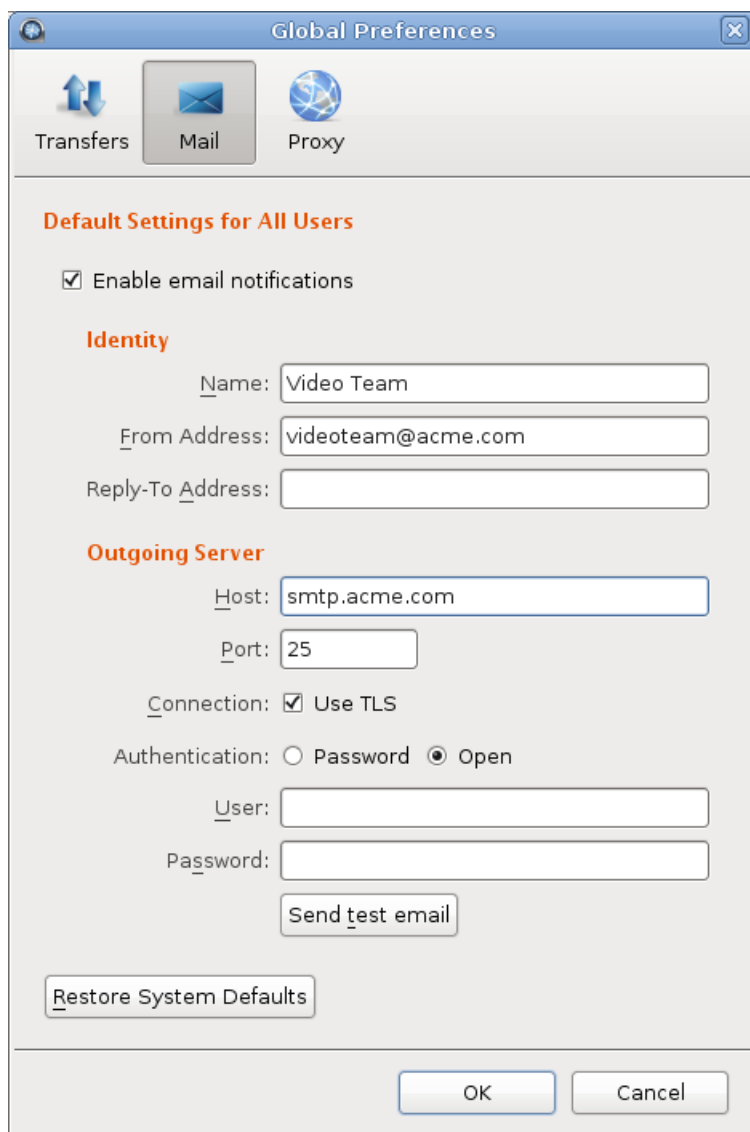 Global Preferences
Transfers Mail Proxy
Default Settings for All Users
Enable email notifications
Identity
Name: Video Team
From Address: videoteam@acme.com
Reply-To Address:
Outgoing Server
Host: smtp.acme.com
Port: 25
Connection: Use TLS
Authentication: Password Open
User:
Password:
Send test email
Restore System Defaults
OK Cancel